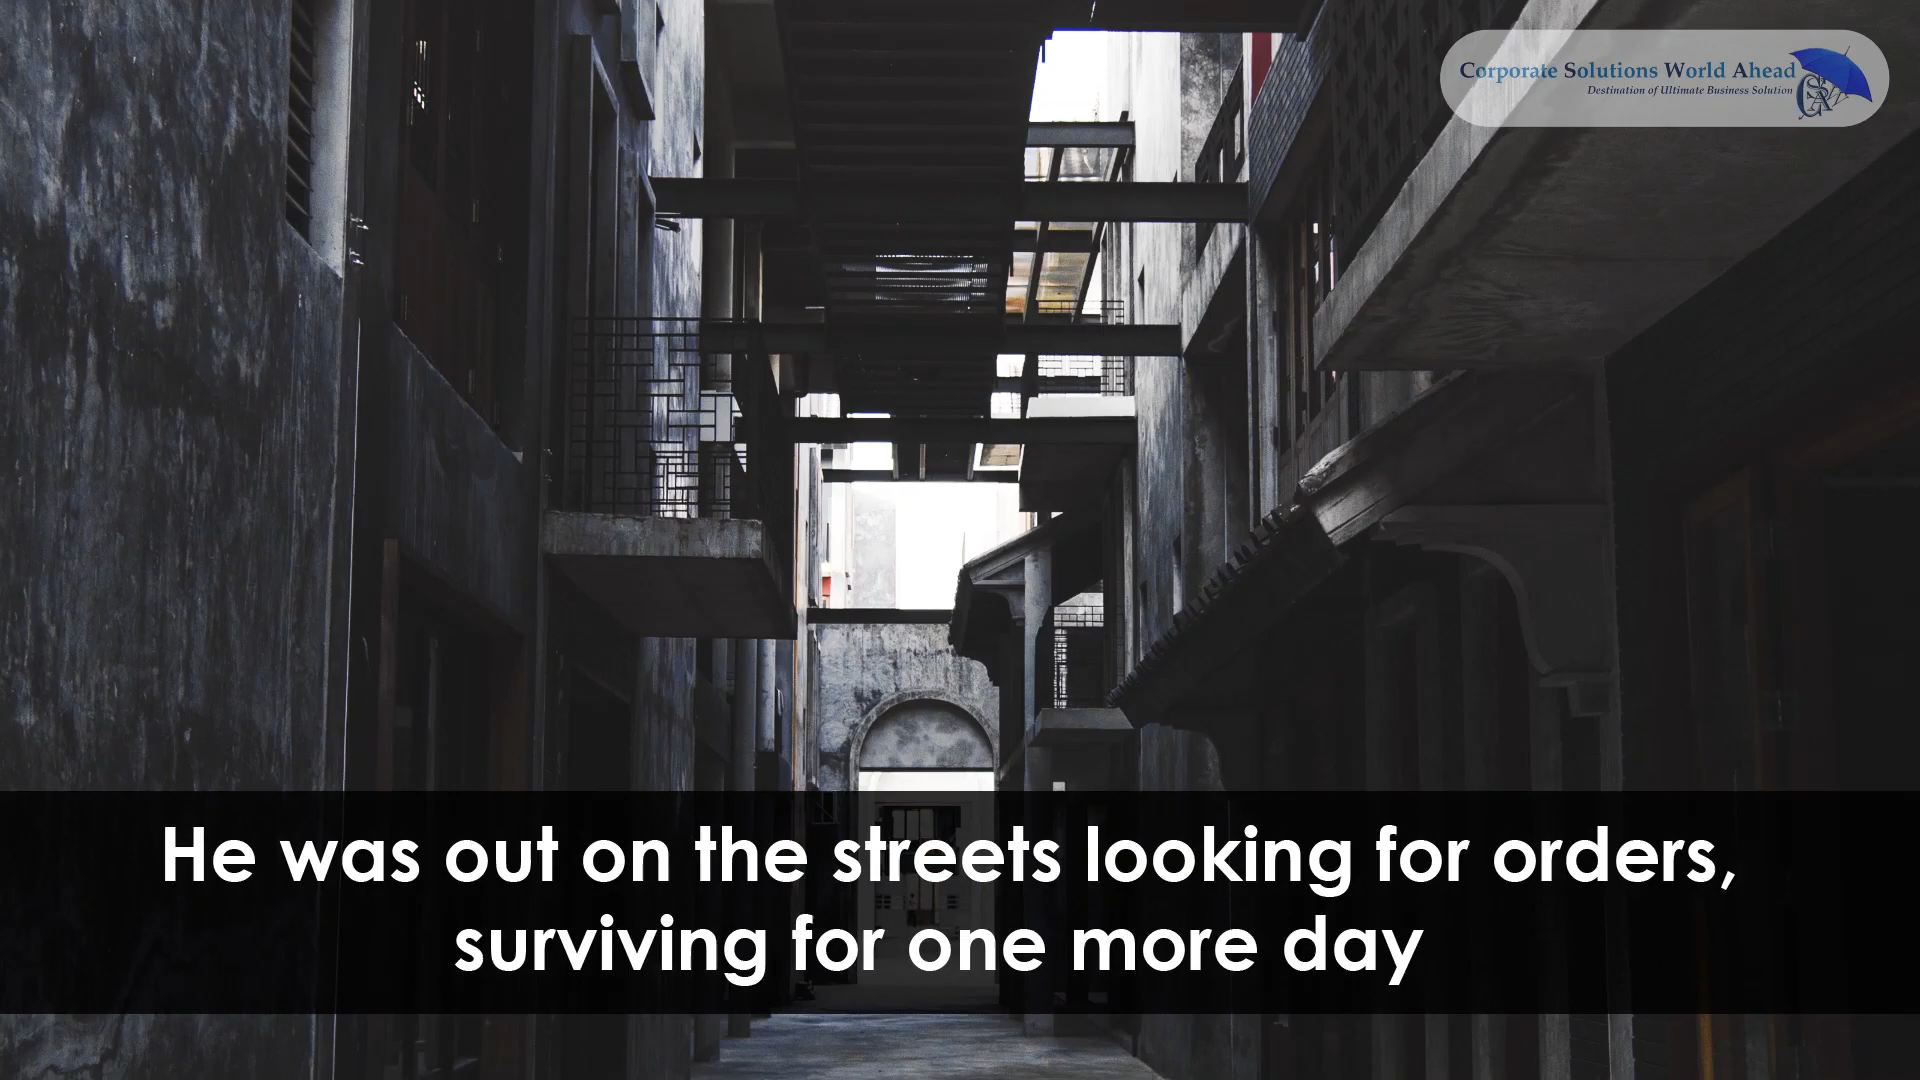 Corporate Solutions World Ahead
Destination of Ultimate Business Solution
He was out on the streets looking for orders,
surviving for one more day